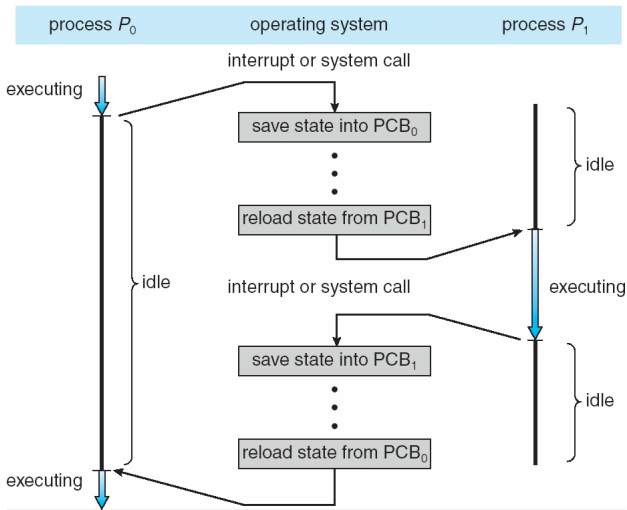 process P₀
operating system
process P₁
interrupt or system call
executing
save state into PCB₀
idle
reload state from PCB₁
idle
interrupt or system call
executing
save state into PCB₁
idle
reload state from PCB₀
executing